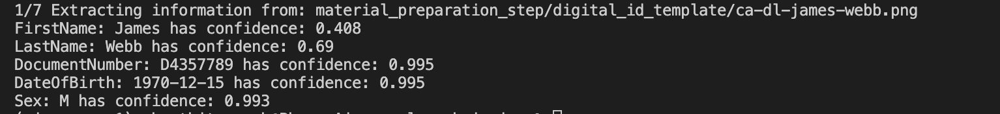 1/7 Extracting information from: material_preparation_step/digital_id_template/ca-dl-james-webb.png
FirstName: James has confidence: 0.408
LastName: Webb has confidence: 0.69
DocumentNumber: D4357789 has confidence: 0.995
DateOfBirth: 1970-12-15 has confidence: 0.995
Sex: M has confidence: 0.993